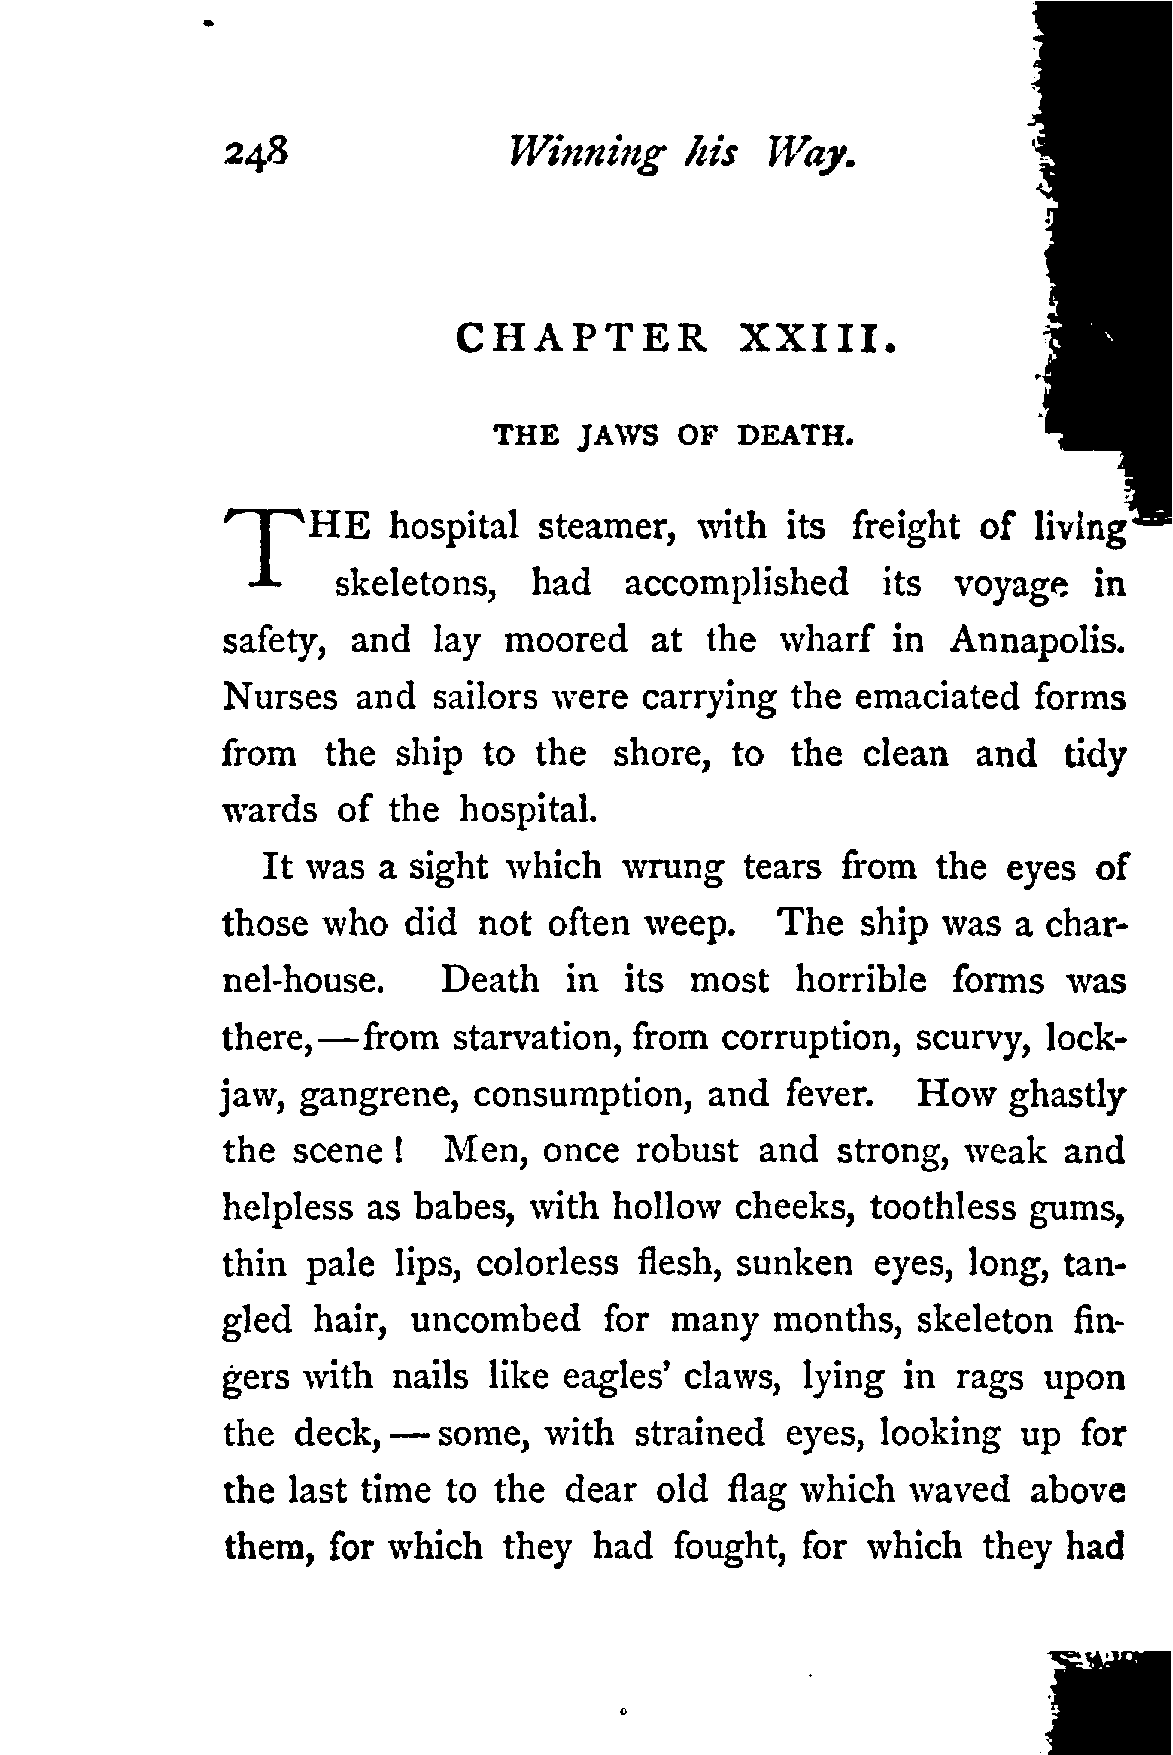 248 Winning his Way.
CHAPTER XXIII.
THE JAWS OF DEATH.
THE hospital steamer, with its freight of living
skeletons, had accomplished its voyage in
safety, and lay moored at the wharf in Annapolis.
Nurses and sailors were carrying the emaciated forms
from the ship to the shore, to the clean and tidy
wards of the hospital.
It was a sight which wrung tears from the eyes of
those who did not often weep. The ship was a char-
nel-house. Death in its most horrible forms was
there,—from starvation, from corruption, scurvy, lock-
jaw, gangrene, consumption, and fever. How ghastly
the scene! Men, once robust and strong, weak and
helpless as babes, with hollow cheeks, toothless gums,
thin pale lips, colorless flesh, sunken eyes, long, tan-
gled hair, uncombed for many months, skeleton fin-
gers with nails like eagles' claws, lying in rags upon
the deck,—some, with strained eyes, looking up for
the last time to the dear old flag which waved above
them, for which they had fought, for which they had